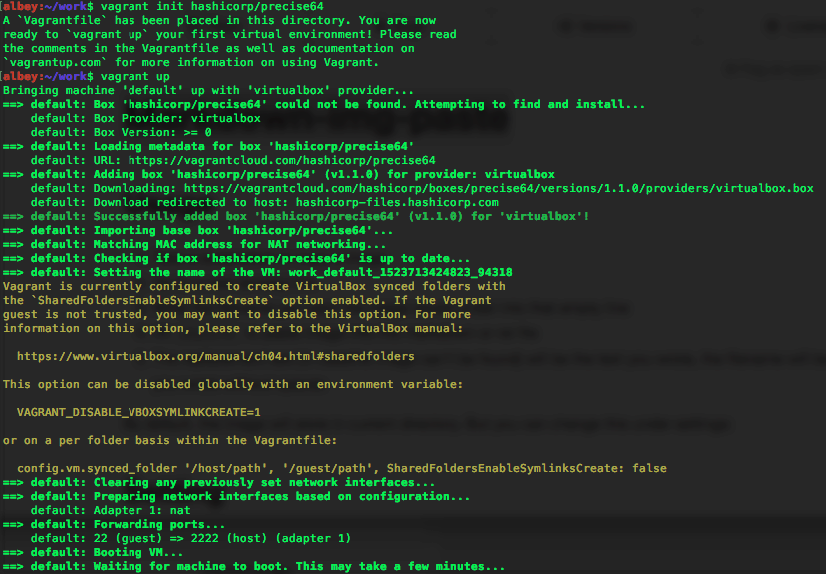 [albey:~/work$ vagrant init hashicorp/precise64
A `Vagrantfile` has been placed in this directory. You are now
ready to `vagrant up` your first virtual environment! Please read
the comments in the Vagrantfile as well as documentation on
`vagrantup.com` for more information on using Vagrant.
[albey:~/work$ vagrant up
Bringing machine 'default' up with 'virtualbox' provider...
==> default: Box 'hashicorp/precise64' could not be found. Attempting to find and install...
    default: Box Provider: virtualbox
    default: Box Version: >= 0
==> default: Loading metadata for box 'hashicorp/precise64'
    default: URL: https://vagrantcloud.com/hashicorp/precise64
==> default: Adding box 'hashicorp/precise64' (v1.1.0) for provider: virtualbox
    default: Downloading: https://vagrantcloud.com/hashicorp/boxes/precise64/versions/1.1.0/providers/virtualbox.box
    default: Download redirected to host: hashicorp-files.hashicorp.com
==> default: Successfully added box 'hashicorp/precise64' (v1.1.0) for 'virtualbox'!
==> default: Importing base box 'hashicorp/precise64'...
==> default: Matching MAC address for NAT networking...
==> default: Checking if box 'hashicorp/precise64' is up to date...
==> default: Setting the name of the VM: work_default_1523713424823_94318
Vagrant is currently configured to create VirtualBox synced folders with
the `SharedFoldersEnableSymlinksCreate` option enabled. If the Vagrant
guest is not trusted, you may want to disable this option. For more
information on this option, please refer to the VirtualBox manual:
  https://www.virtualbox.org/manual/ch04.html#sharedfolders
This option can be disabled globally with an environment variable:
  VAGRANT_DISABLE_VBOXSYMLINKCREATE=1
or on a per folder basis within the Vagrantfile:
  config.vm.synced_folder '/host/path', '/guest/path', SharedFoldersEnableSymlinksCreate: false
==> default: Clearing any previously set network interfaces...
==> default: Preparing network interfaces based on configuration...
    default: Adapter 1: nat
==> default: Forwarding ports...
    default: 22 (guest) => 2222 (host) (adapter 1)
==> default: Booting VM...
==> default: Waiting for machine to boot. This may take a few minutes...